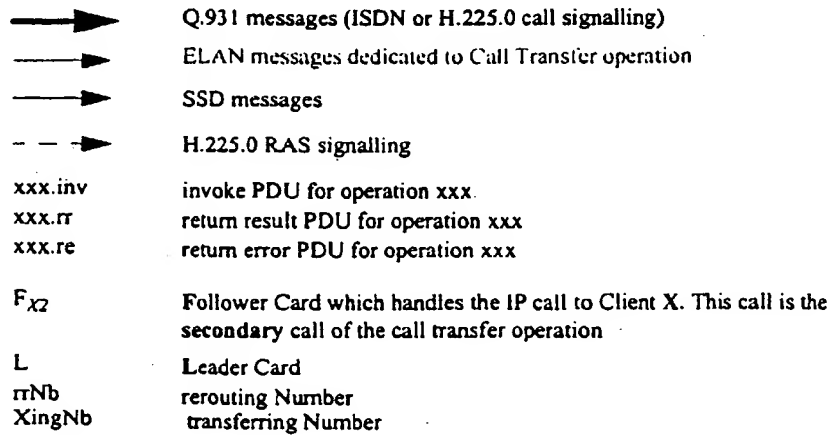 Q.931 messages (ISDN or H.225.0 call signalling)
ELAN messages dedicated to Call Transfer operation
SSD messages
H.225.0 RAS signalling
xxx.inv invoke PDU for operation xxx
xxx.rr return result PDU for operation xxx
xxx.re return error PDU for operation xxx
FX2 Follower Card which handles the IP call to Client X. This call is the
secondary call of the call transfer operation
L Leader Card
rrNb rerouting Number
XingNb transferring Number